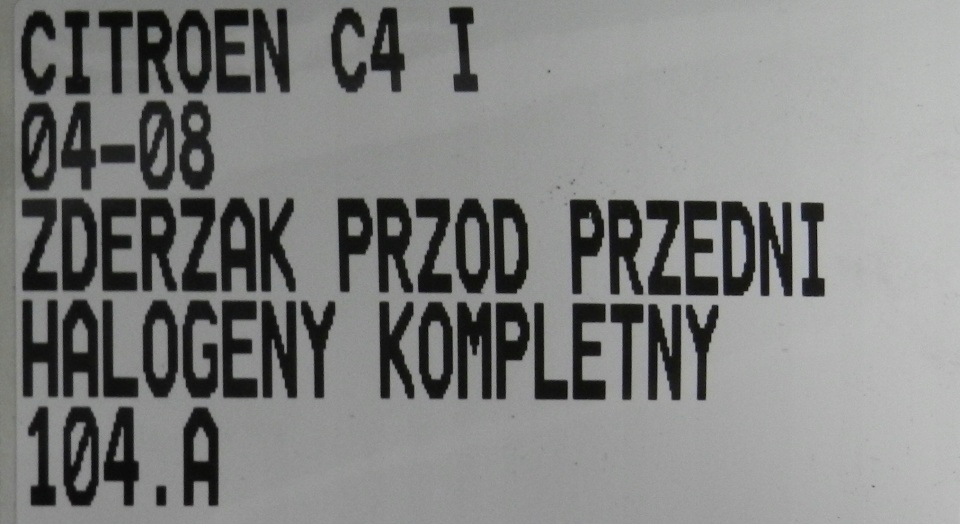 CITROEN C4 I
04-08
ZDERZAK PRZOD PRZEDNI
HALOGENY KOMPLETNY
104.A